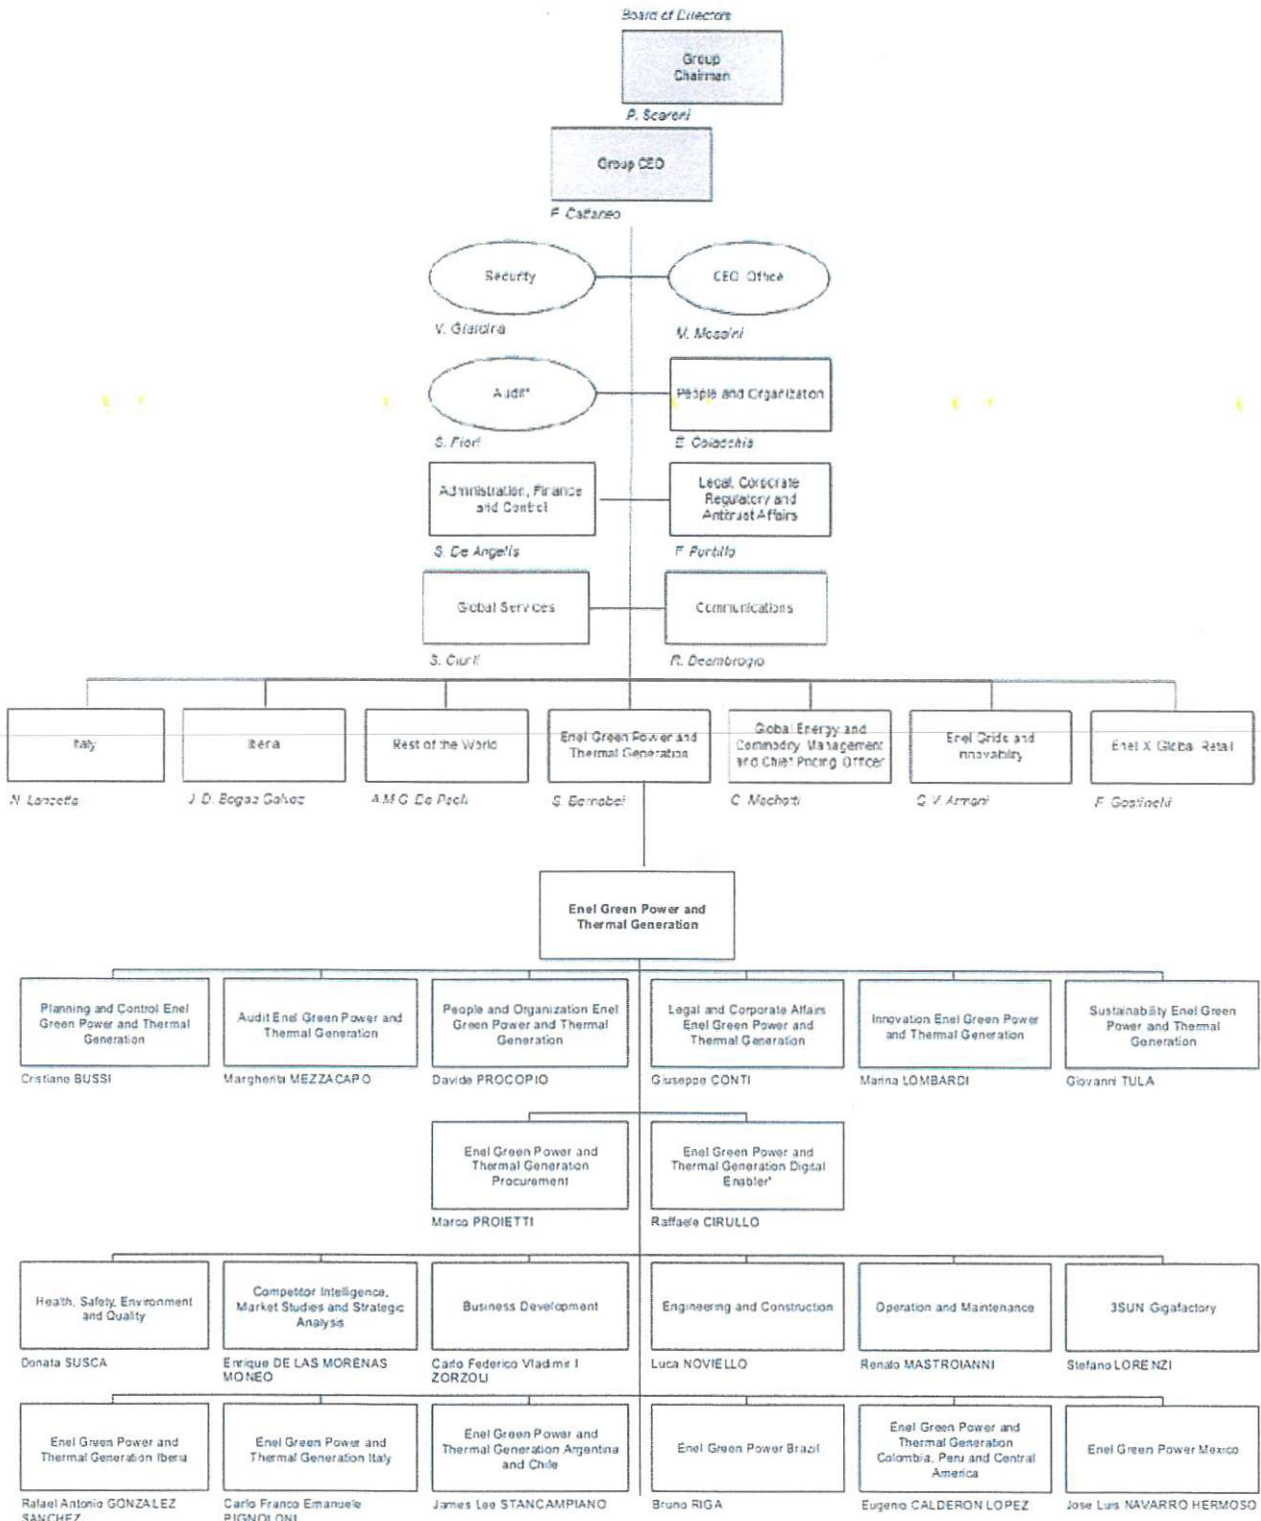 Board of Directors
Group
Chairman
P. Scaroni
Group CEO
F. Cattaneo
Security
CEO Office
V. Giardina
M. Mossini
Audit*
People and Organization
S. Fiori
E. Colacchia
Administration, Finance
and Control
Legal, Corporate
Regulatory and
Antitrust Affairs
S. De Angelis
F. Puntillo
Global Services
Communications
S. Ciurli
R. Deambrogio
Italy
Iberia
Rest of the World
Enel Green Power and
Thermal Generation
Global Energy and
Commodity Management
and Chief Pricing Officer
Enel Grids and
Innovability
Enel X Global Retail
N. Lanzetta
J. D. Bogas Galvez
A.M.G. De Paoli
S. Bernabei
C. Machetti
G. V. Armani
F. Gostinelli
Enel Green Power and
Thermal Generation
Planning and Control Enel
Green Power and Thermal
Generation
Audit Enel Green Power and
Thermal Generation
People and Organization Enel
Green Power and Thermal
Generation
Legal and Corporate Affairs
Enel Green Power and
Thermal Generation
Innovation Enel Green Power
and Thermal Generation
Sustainability Enel Green
Power and Thermal
Generation
Cristiano BUSSI
Margherita MEZZACAPO
Davide PROCOPIO
Giuseppe CONTI
Marina LOMBARDI
Giovanni TULA
Enel Green Power and
Thermal Generation
Procurement
Enel Green Power and
Thermal Generation Digital
Enabler*
Marco PROIETTI
Raffaele CIRULLO
Health, Safety, Environment
and Quality
Competitor Intelligence,
Market Studies and Strategic
Analysis
Business Development
Engineering and Construction
Operation and Maintenance
3SUN Gigafactory
Donata SUSCA
Enrique DE LAS MORENAS
MONEO
Carlo Federico Vladimir I
ZORZOLI
Luca NOVIELLO
Renato MASTROIANNI
Stefano LORENZI
Enel Green Power and
Thermal Generation Iberia
Enel Green Power and
Thermal Generation Italy
Enel Green Power and
Thermal Generation Argentina
and Chile
Enel Green Power Brazil
Enel Green Power and
Thermal Generation
Colombia, Peru and Central
America
Enel Green Power Mexico
Rafael Antonio GONZALEZ
SANCHEZ
Carlo Franco Emanuele
PIGNOLONI
James Lee STANCAMPIANO
Bruno RIGA
Eugenio CALDERON LOPEZ
Jose Luis NAVARRO HERMOSO